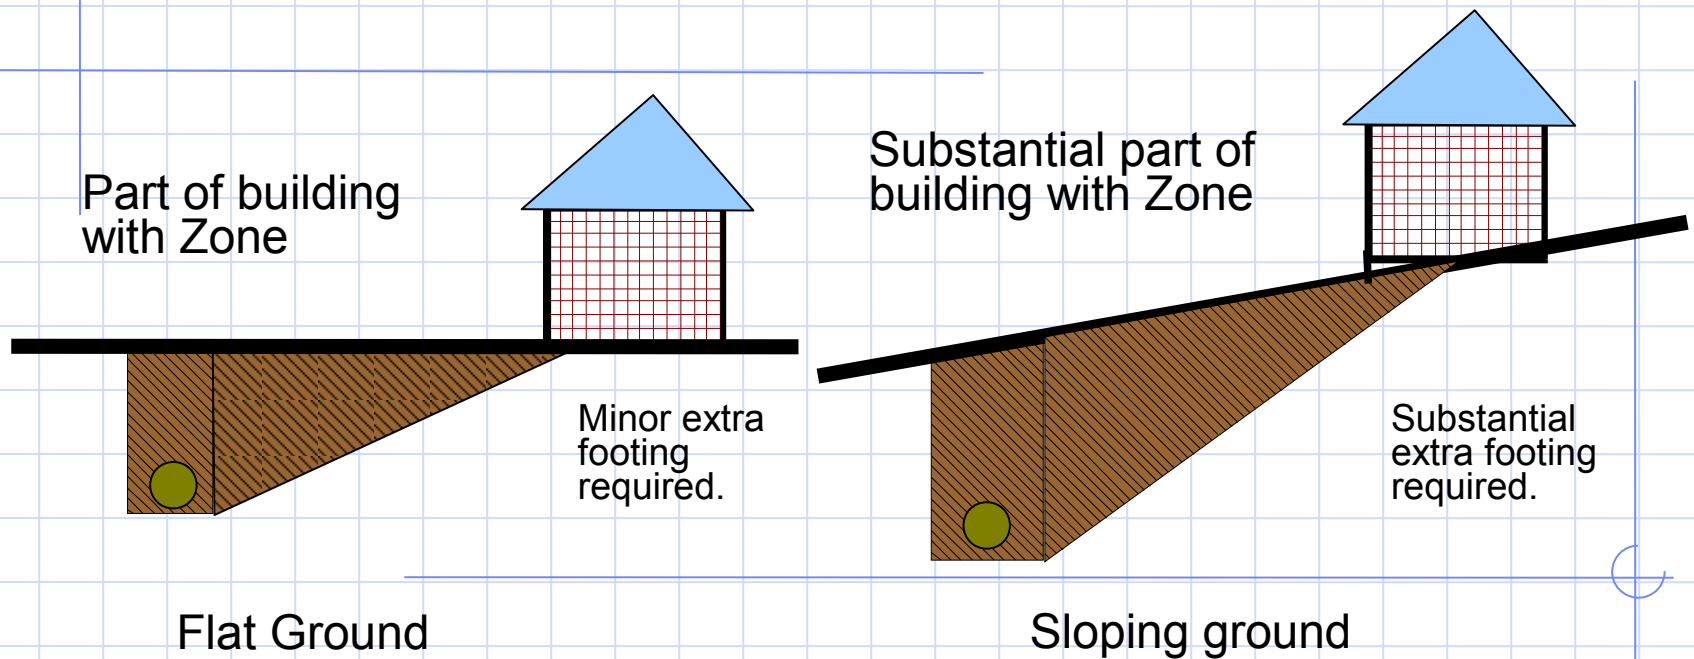 Part of building
with Zone
Substantial part of
building with Zone
Minor extra
footing
required.
Substantial
extra footing
required.
Flat Ground
Sloping ground